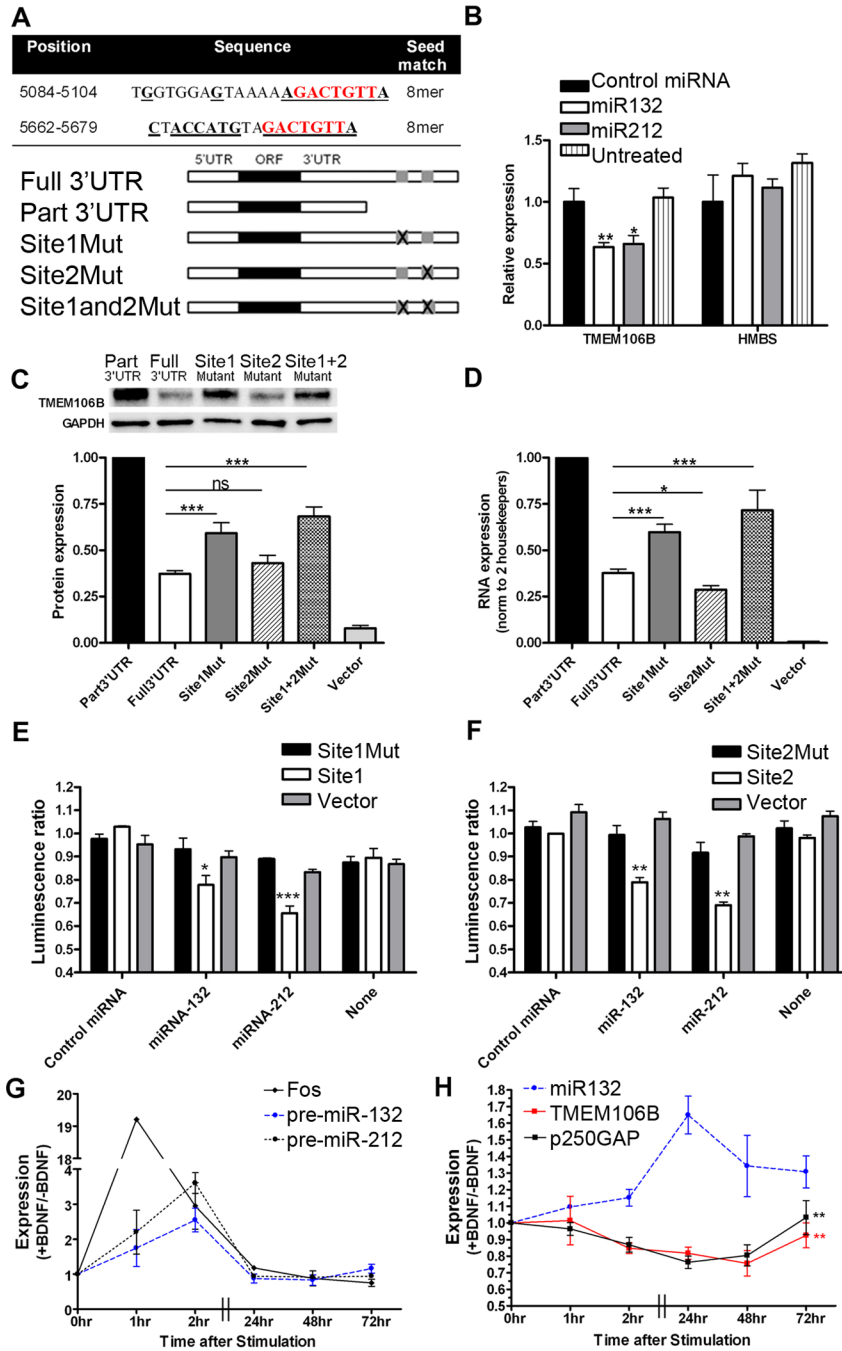 A
Position Sequence Seed match
5084-5104 TGGTGGAGTAAAAAGACTGTTA 8mer
5662-5679 CTACCATGTAGACTGTTA 8mer
5'UTR ORF 3'UTR
Full 3'UTR
Part 3'UTR
Site1Mut
Site2Mut
Site1and2Mut
B
Control miRNA
miR132
miR212
Untreated
Relative expression
1.5
1.0
0.5
0.0
** *
TMEM106B HMBS
C
Part 3'UTR Full 3'UTR Site1 Mutant Site2 Mutant Site1+2 Mutant
TMEM106B
GAPDH
Protein expression
1.00
0.75
0.50
0.25
0.00
***
ns
***
Part3'UTR Full3'UTR Site1Mut Site2Mut Site1+2Mut Vector
D
RNA expression
(norm to 2 housekeepers)
1.00
0.75
0.50
0.25
0.00
***
*
***
Part3'UTR Full3'UTR Site1Mut Site2Mut Site1+2Mut Vector
E
Site1Mut
Site1
Vector
Luminescence ratio
1.2
1.1
1.0
0.9
0.8
0.7
0.6
0.5
0.4
* ***
Control miRNA miRNA-132 miRNA-212 None
F
Site2Mut
Site2
Vector
Luminescence ratio
1.2
1.1
1.0
0.9
0.8
0.7
0.6
0.5
0.4
** **
Control miRNA miR-132 miR-212 None
G
Fos
pre-miR-132
pre-miR-212
Expression
(+BDNF/-BDNF)
20
19
18
4
3
2
1
0
0hr 1hr 2hr 24hr 48hr 72hr
Time after Stimulation
H
miR132
TMEM106B
p250GAP
Expression
(+BDNF/-BDNF)
1.8
1.7
1.6
1.5
1.4
1.3
1.2
1.1
1.0
0.9
0.8
0.7
0.6
0.5
**
**
0hr 1hr 2hr 24hr 48hr 72hr
Time after Stimulation